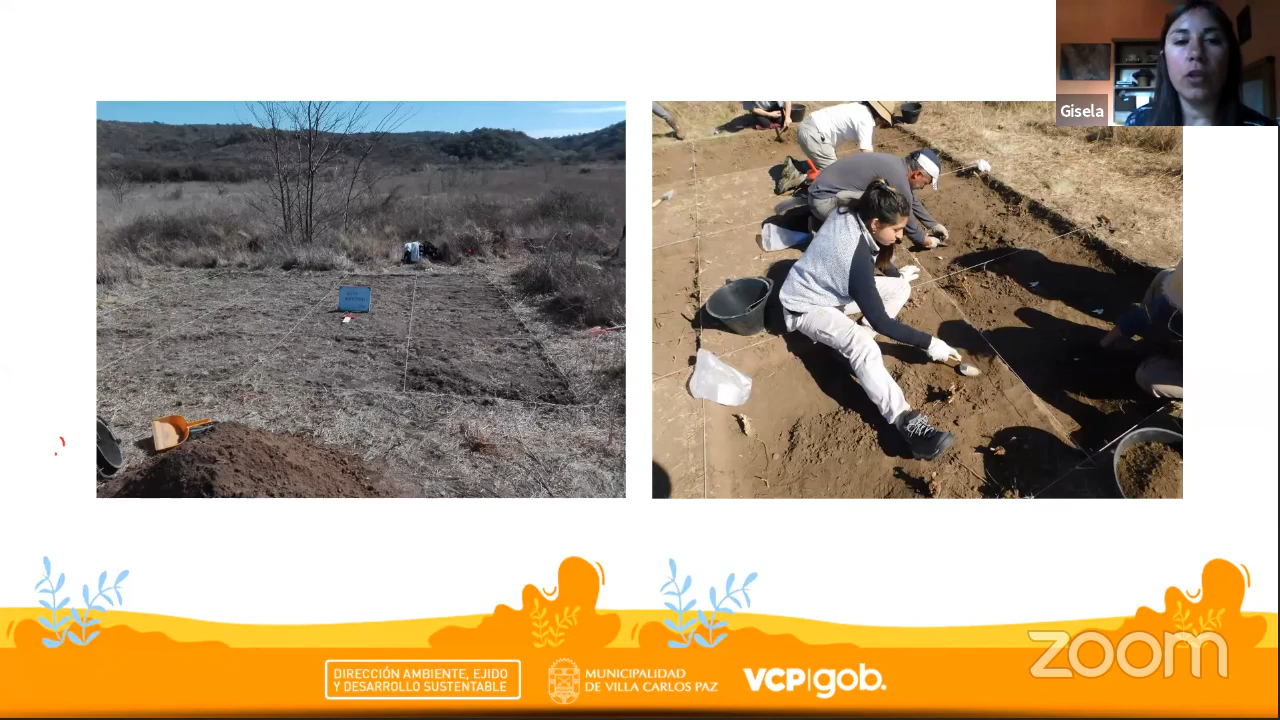 Gisela
DIRECCIÓN AMBIENTE, EJIDO
Y DESARROLLO SUSTENTABLE
MUNICIPALIDAD
DE VILLA CARLOS PAZ
VCP|gob.
zoom